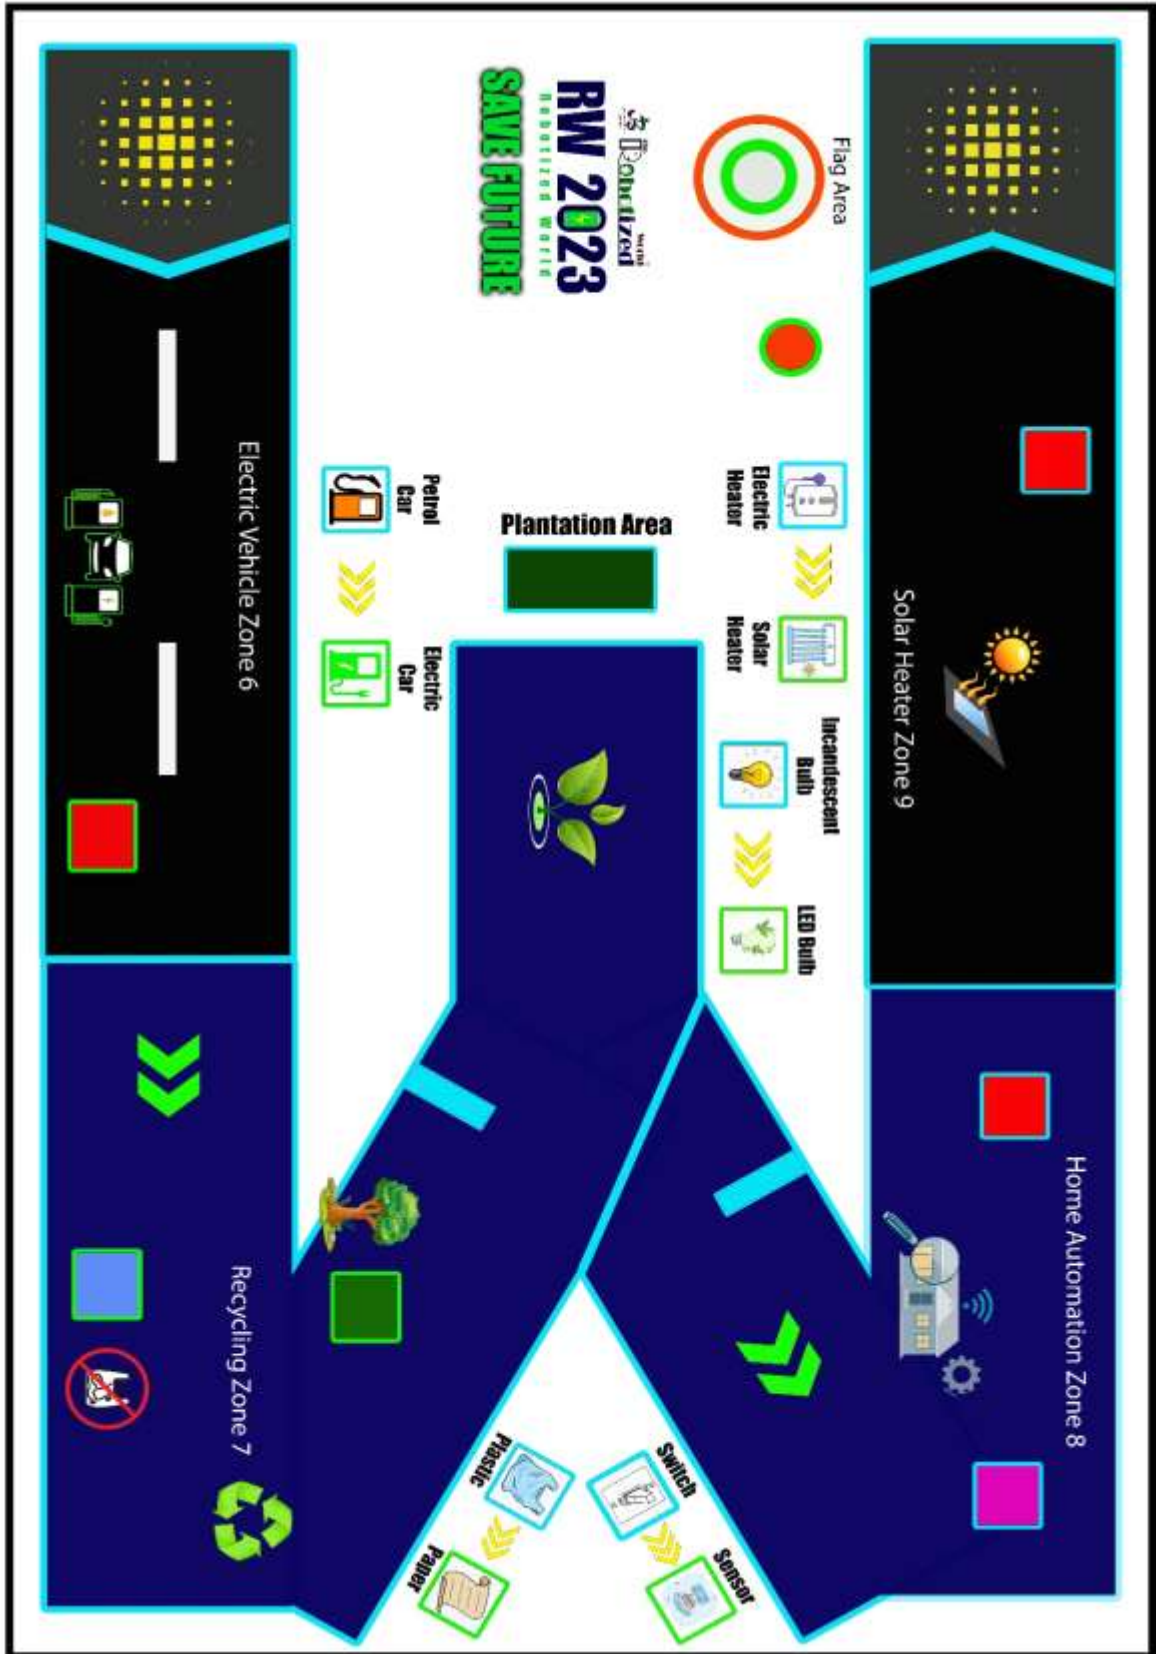 Robotized
World
RW 2023
Robotized World
SAVE FUTURE
Flag Area
Electric
Heater
Solar
Heater
Incandescent
Bulb
LED Bulb
Solar Heater Zone 9
Home Automation Zone 8
Plantation Area
Petrol
Car
Electric
Car
Electric Vehicle Zone 6
Recycling Zone 7
Plastic
Paper
Switch
Sensor